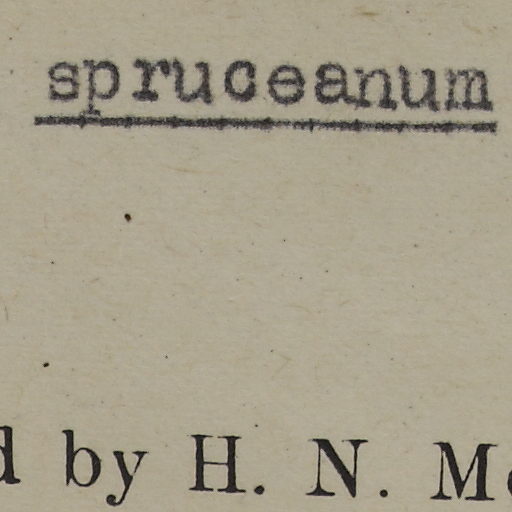 spruceanum
by H. N.